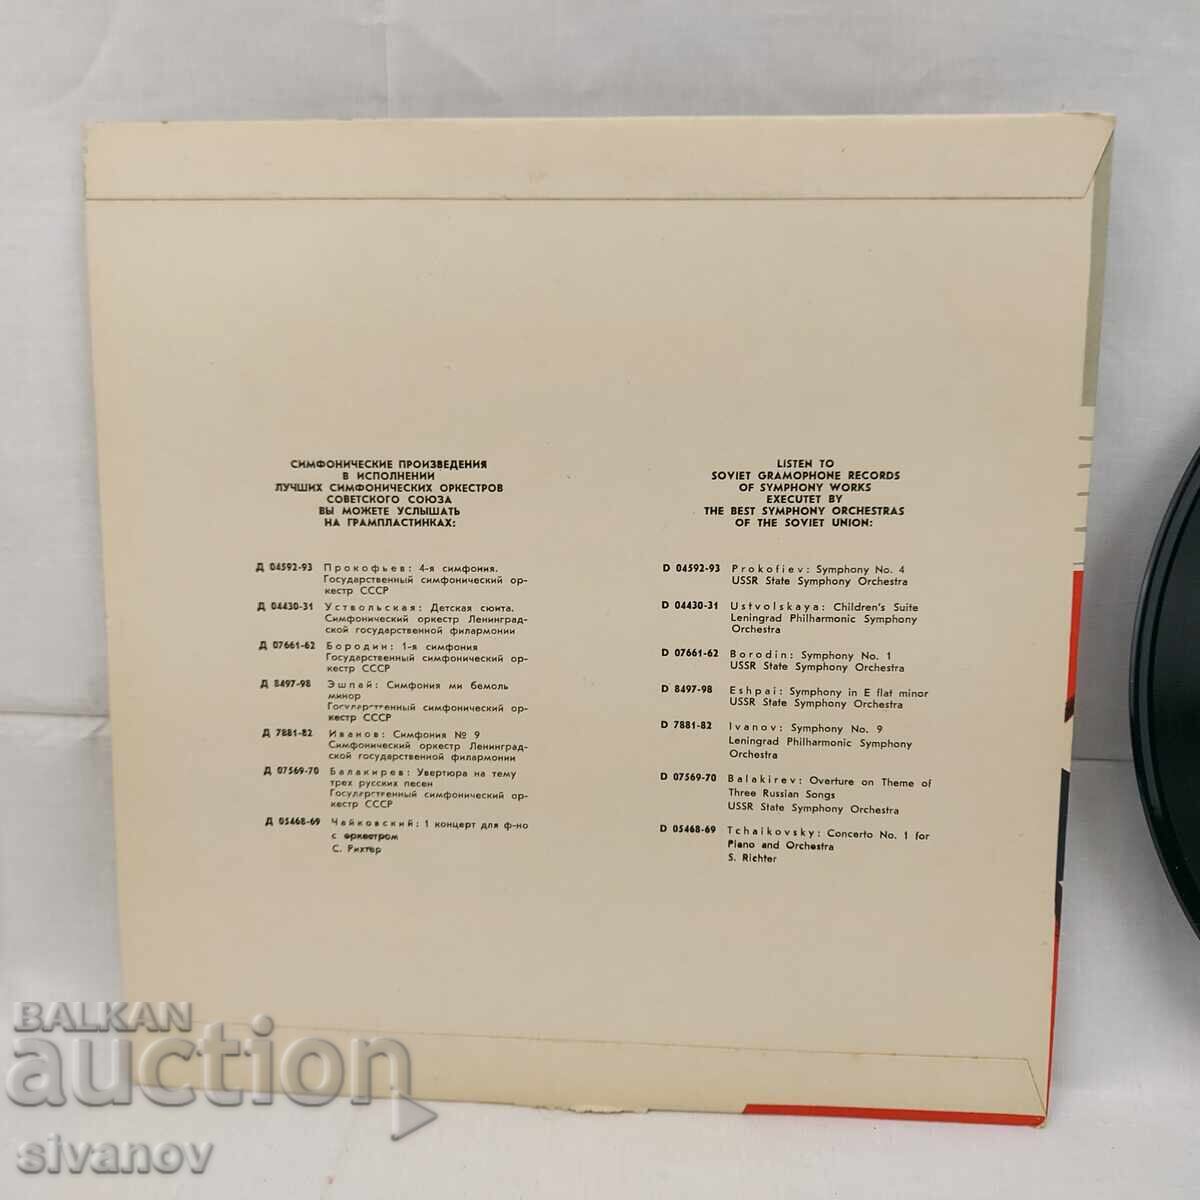 СИМФОНИЧЕСКИЕ ПРОИЗВЕДЕНИЯ
В ИСПОЛНЕНИИ
ЛУЧШИХ СИМФОНИЧЕСКИХ ОРКЕСТРОВ
СОВЕТСКОГО СОЮЗА
ВЫ МОЖЕТЕ УСЛЫШАТЬ
НА ГРАМПЛАСТИНКАХ:
Д 04592-93 Прокофьев: 4-я симфония.
Государственный симфонический ор-
кестр СССР
Д 04430-31 Уствольская: Детская сюита.
Симфонический оркестр Ленинград-
ской государственной филармонии
Д 07661-62 Бородин: 1-я симфония
Государственный симфонический ор-
кестр СССР
Д 8497-98 Эшпай: Симфония ми бемоль
минор
Государственный симфонический ор-
кестр СССР
Д 7881-82 Иванов: Симфония № 9
Симфонический оркестр Ленинград-
ской государственной филармонии
Д 07569-70 Балакирев: Увертюра на тему
трех русских песен
Государственный симфонический ор-
кестр СССР
Д 05468-69 Чайковский: 1 концерт для ф-но
с оркестром
С. Рихтер
LISTEN TO
SOVIET GRAMOPHONE RECORDS
OF SYMPHONY WORKS
EXECUTET BY
THE BEST SYMPHONY ORCHESTRAS
OF THE SOVIET UNION:
D 04592-93 Prokofiev: Symphony No. 4
USSR State Symphony Orchestra
D 04430-31 Ustvolskaya: Children's Suite
Leningrad Philharmonic Symphony
Orchestra
D 07661-62 Borodin: Symphony No. 1
USSR State Symphony Orchestra
D 8497-98 Eshpai: Symphony in E flat minor
USSR State Symphony Orchestra
D 7881-82 Ivanov: Symphony No. 9
Leningrad Philharmonic Symphony
Orchestra
D 07569-70 Balakirev: Overture on Theme of
Three Russian Songs
USSR State Symphony Orchestra
D 05468-69 Tchaikovsky: Concerto No. 1 for
Piano and Orchestra
S. Richter
BALKAN
auction
sivanov